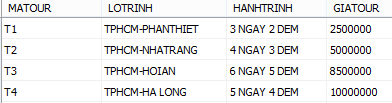 MATOUR LOTRINH HANHTRINH GIATOUR
T1 TPHCM-PHANTHIET 3 NGAY 2 DEM 2500000
T2 TPHCM-NHATRANG 4 NGAY 3 DEM 5000000
T3 TPHCM-HOIAN 6 NGAY 5 DEM 8500000
T4 TPHCM-HA LONG 5 NGAY 4 DEM 10000000